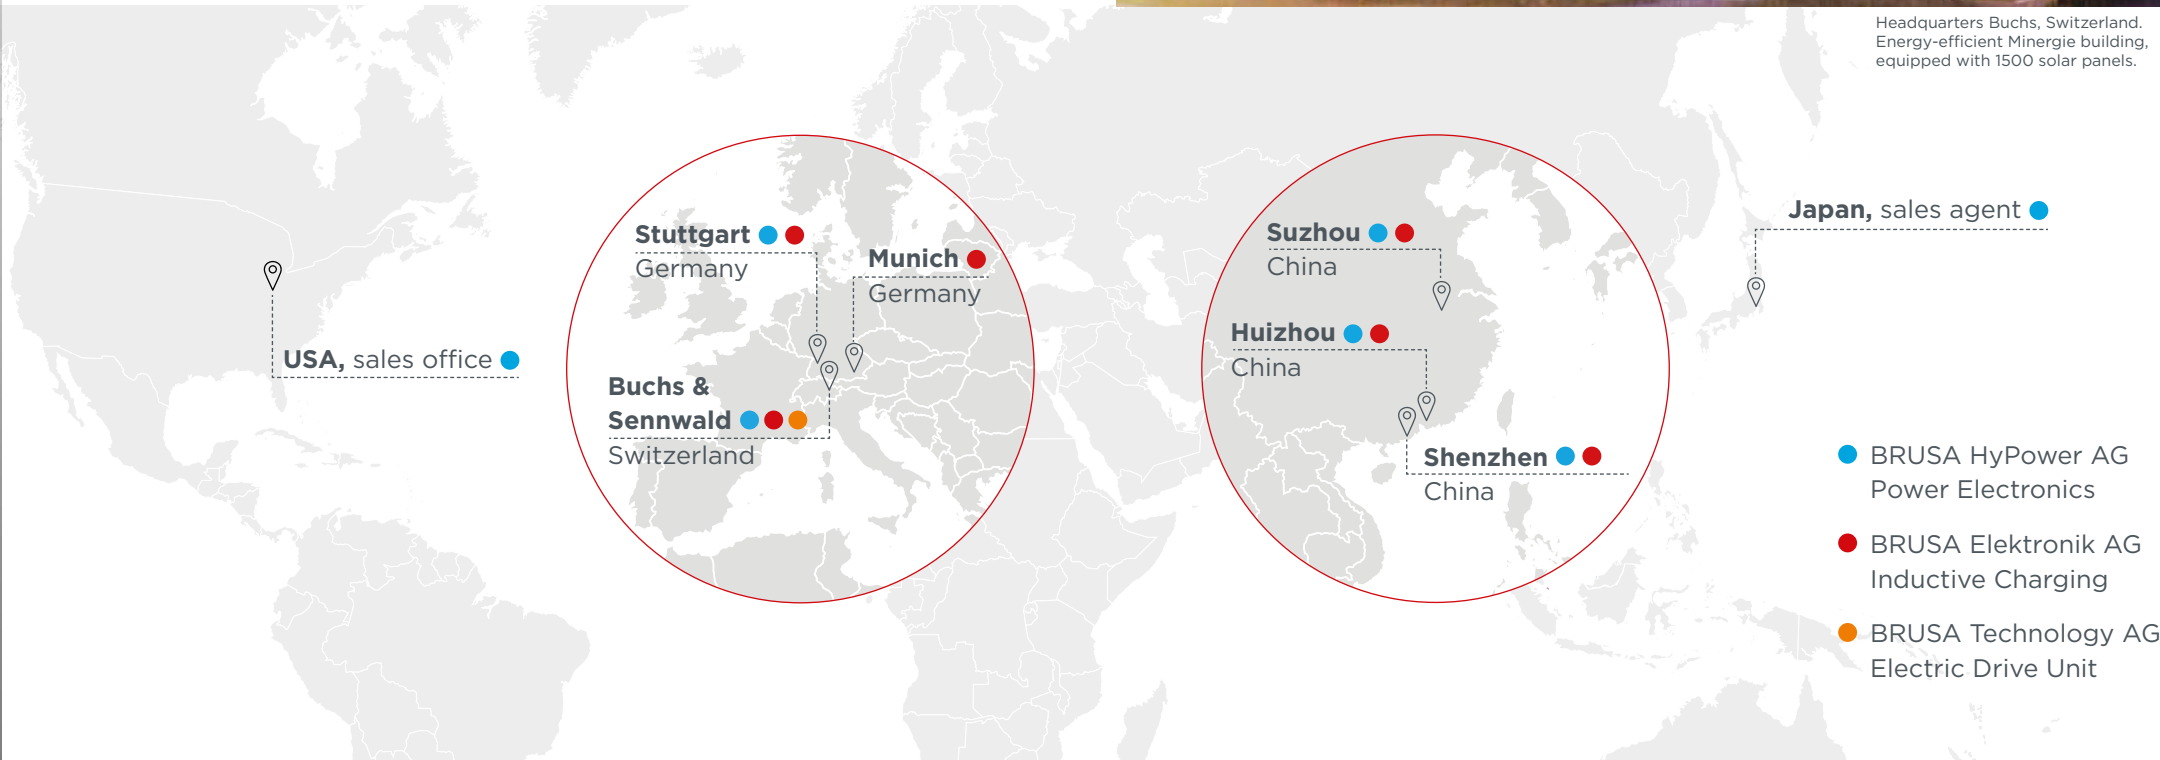 Headquarters Buchs, Switzerland.
Energy-efficient Minergie building,
equipped with 1500 solar panels.
Stuttgart
Germany
Munich
Germany
Buchs &
Sennwald
Switzerland
USA, sales office
Suzhou
China
Huizhou
China
Shenzhen
China
Japan, sales agent
BRUSA HyPower AG
Power Electronics
BRUSA Elektronik AG
Inductive Charging
BRUSA Technology AG
Electric Drive Unit